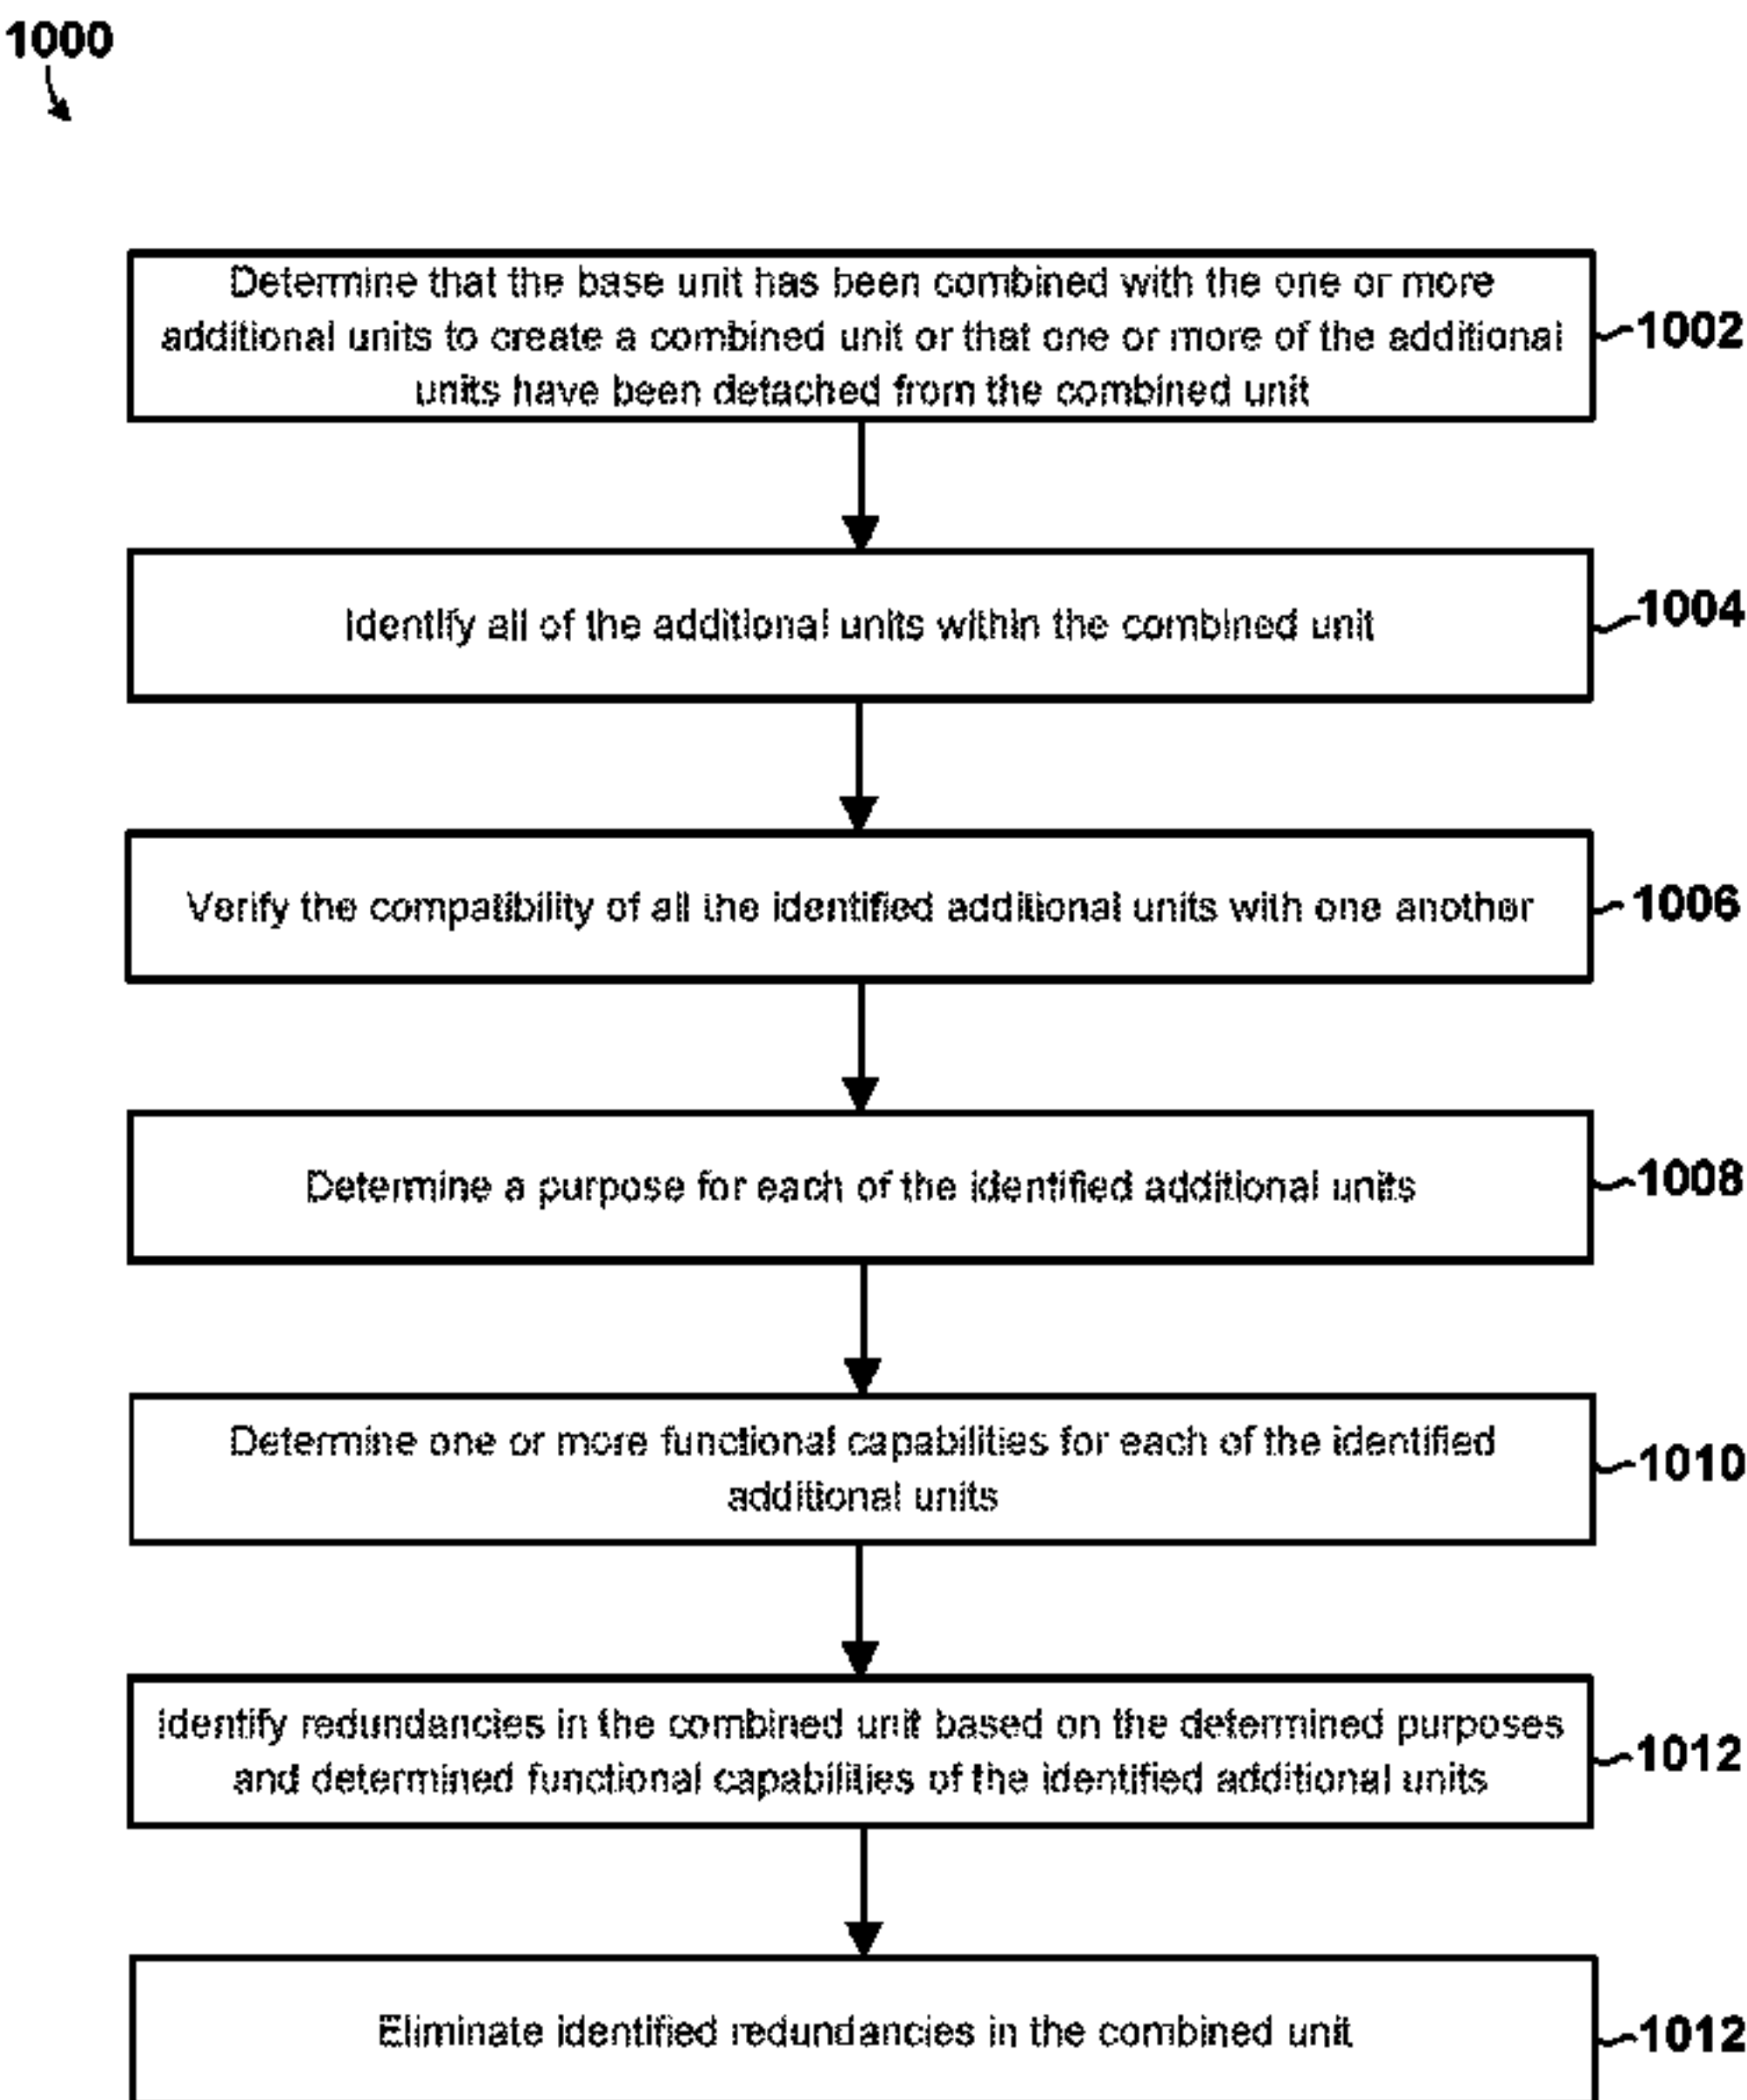 1000
Determine that the base unit has been combined with the one or more
additional units to create a combined unit or that one or more of the additional
units have been detached from the combined unit
1002
Identify all of the additional units within the combined unit
1004
Verify the compatibility of all the identified additional units with one another
1006
Determine a purpose for each of the identified additional units
1008
Determine one or more functional capabilities for each of the identified
additional units
1010
Identify redundancies in the combined unit based on the determined purposes
and determined functional capabilities of the identified additional units
1012
Eliminate identified redundancies in the combined unit
1012